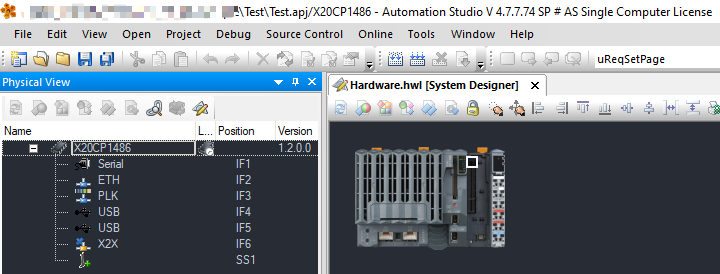 E\Test\Test.apj/X20CP1486 - Automation Studio V 4.7.7.74 SP # AS Single Computer License
File Edit View Open Project Debug Source Control Online Tools Window Help
uReqSetPage
Physical View
Hardware.hwl [System Designer]
Name L... Position Version
X20CP1486 1.2.0.0
Serial IF1
ETH IF2
PLK IF3
USB IF4
USB IF5
X2X IF6
SS1